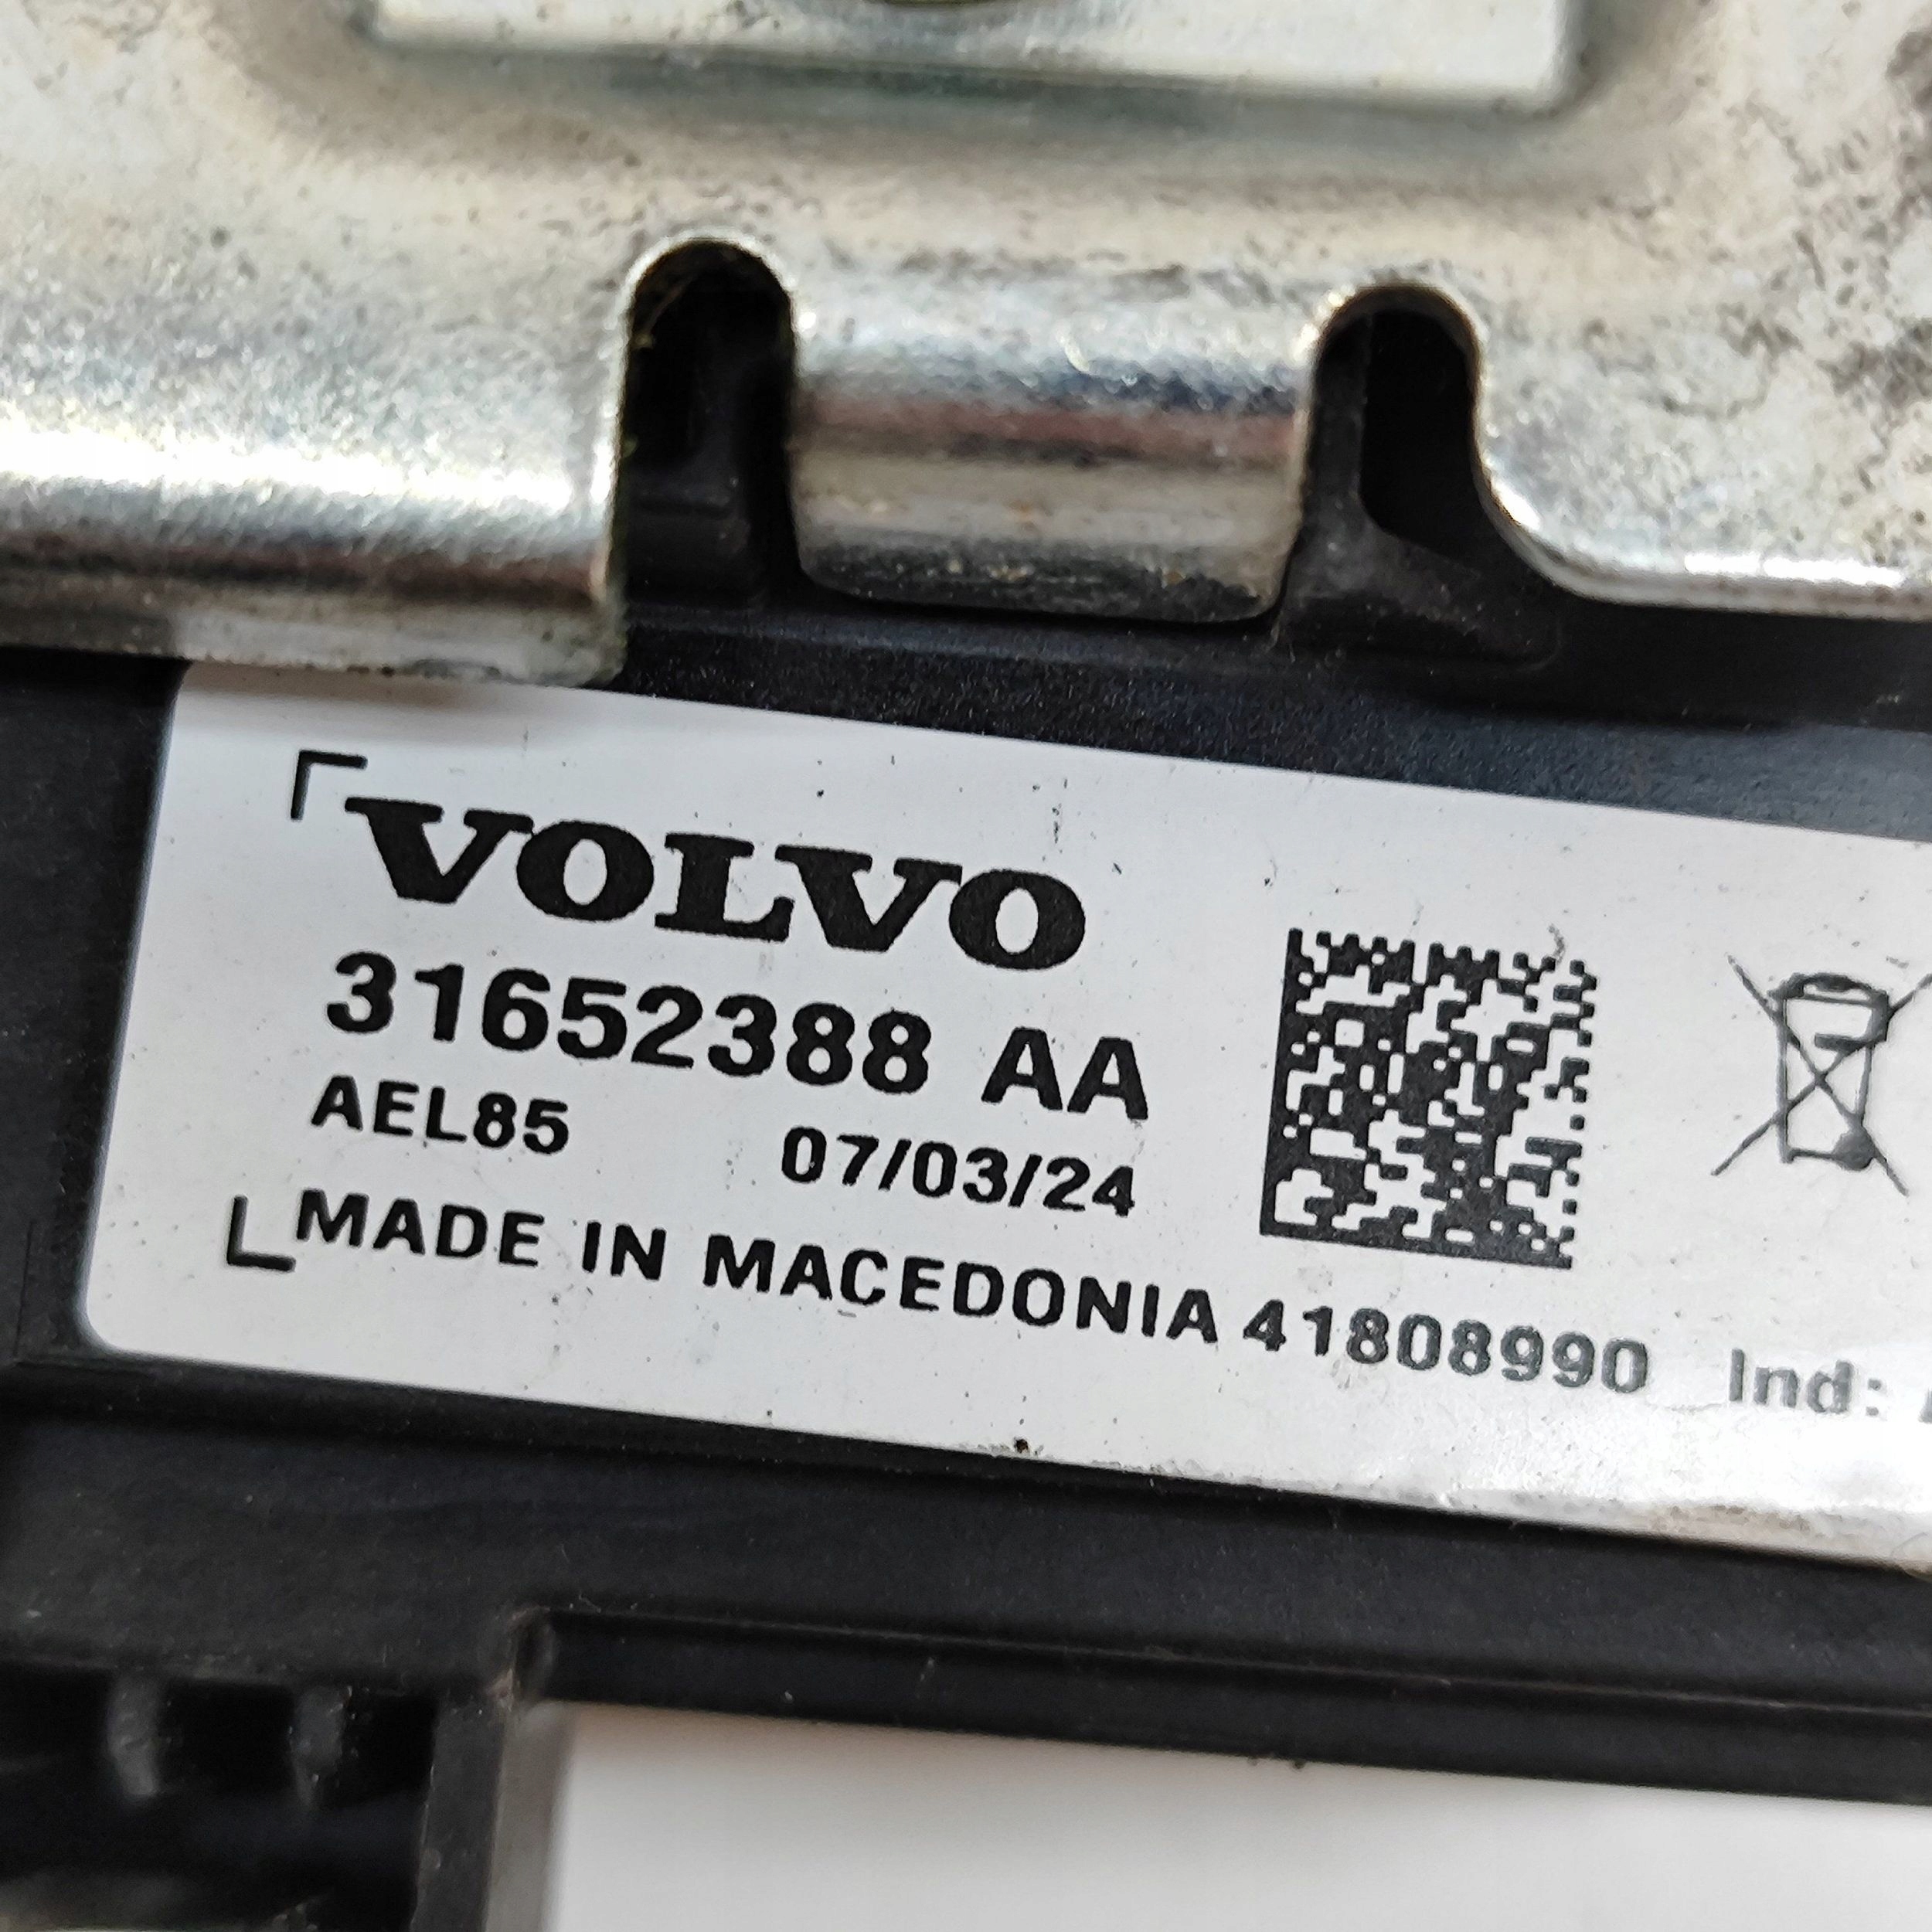 VOLVO
31652388 AA
AEL85 07/03/24
MADE IN MACEDONIA 41808990 Ind: